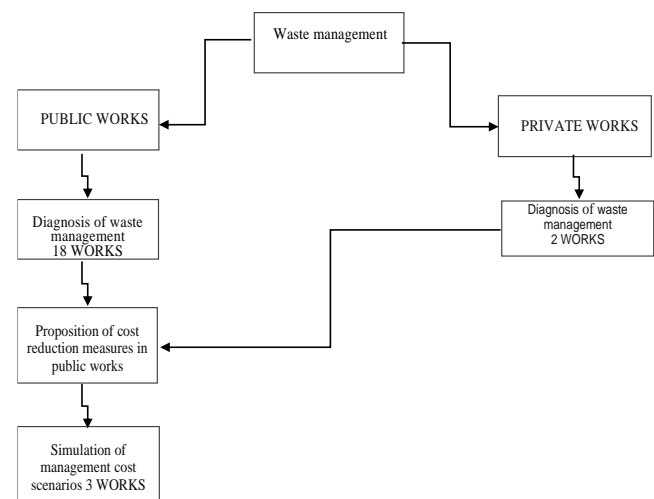 Waste management
PUBLIC WORKS
PRIVATE WORKS
Diagnosis of waste
management
18 WORKS
Diagnosis of waste
management
2 WORKS
Proposition of cost
reduction measures in
public works
Simulation of
management cost
scenarios 3 WORKS